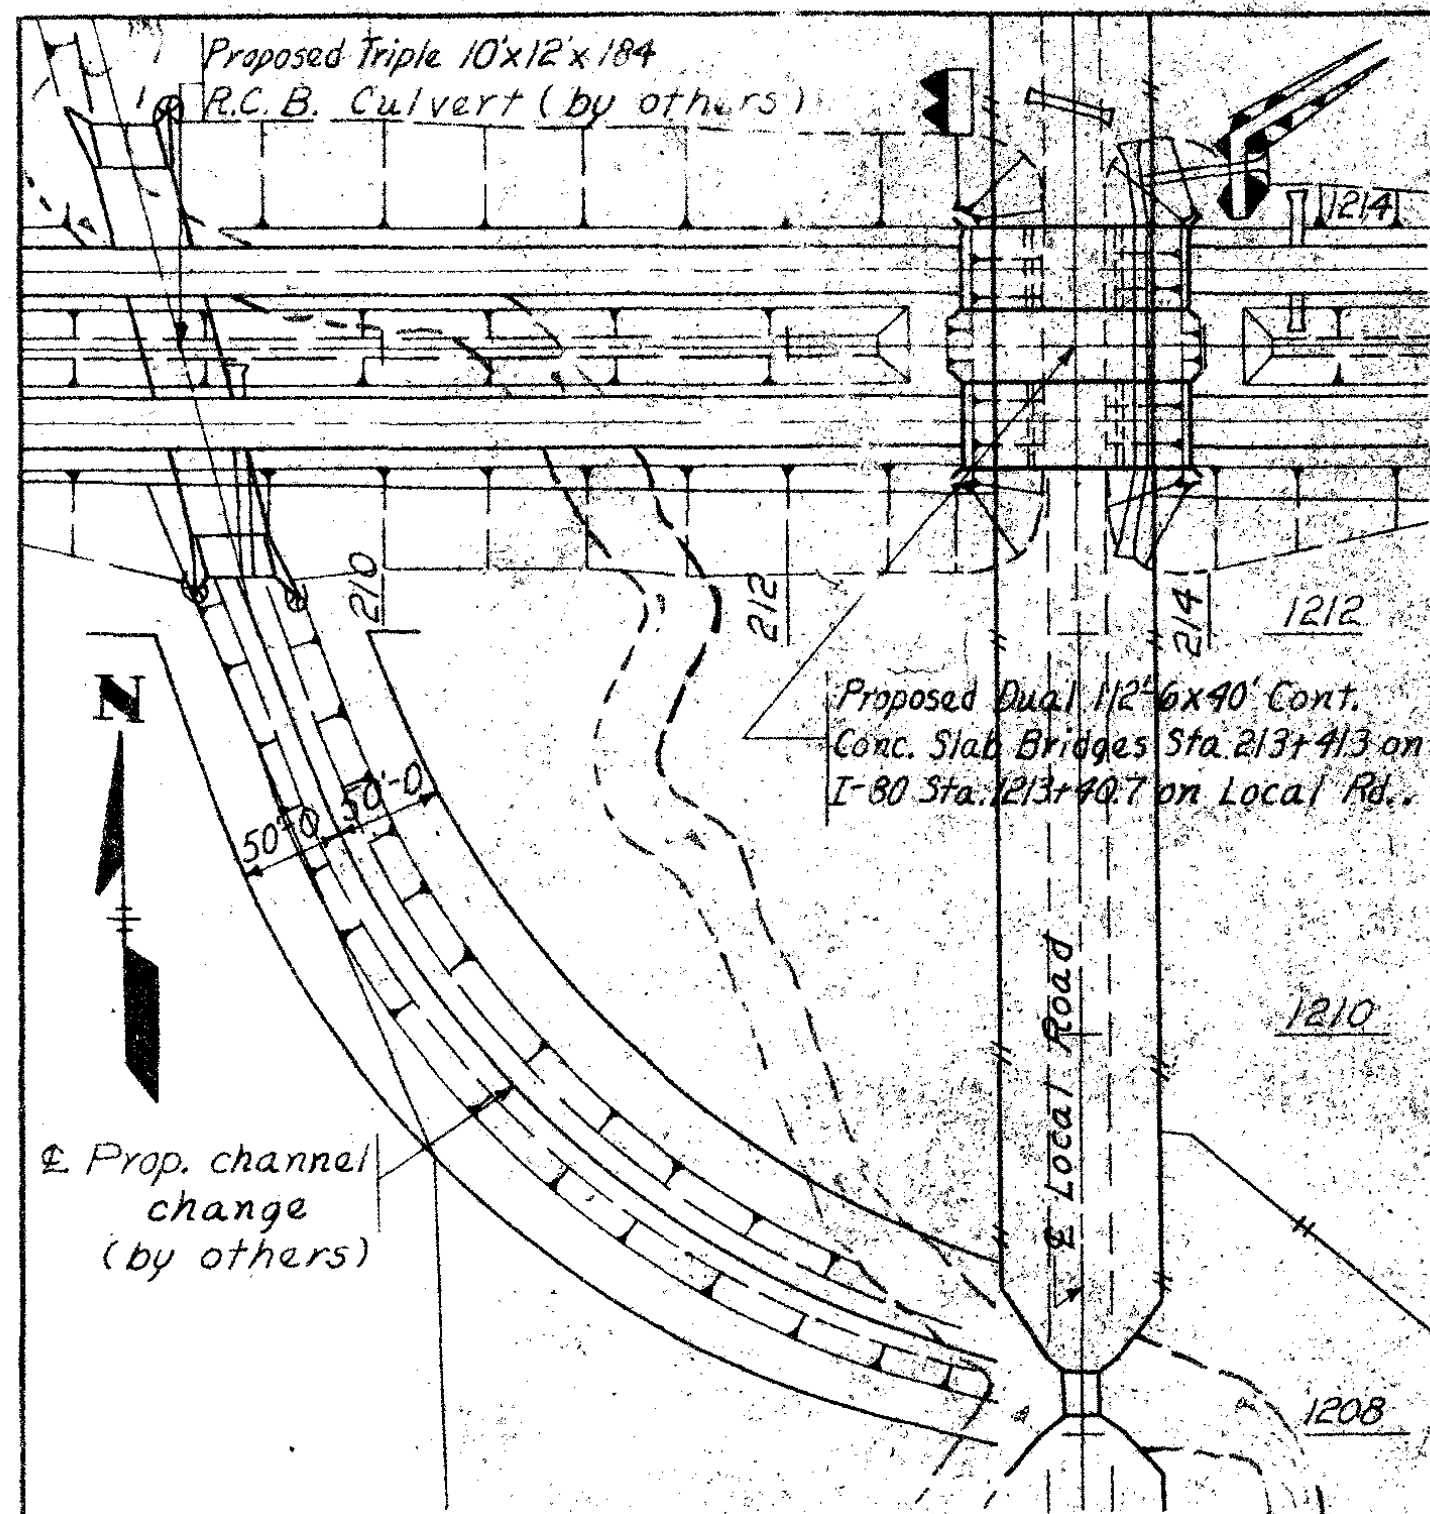 Proposed Triple 10'x12'x184
R.C.B. Culvert (by others)
1214
210
212
214
1212
N
Proposed Dual 112'-6x40' Cont.
Conc. Slab Bridges Sta. 213+41.3 on
I-80 Sta. 1213+40.7 on Local Rd..
50'-0
50'-0
1210
℄ Local Road
℄ Prop. channel
change
(by others)
1208